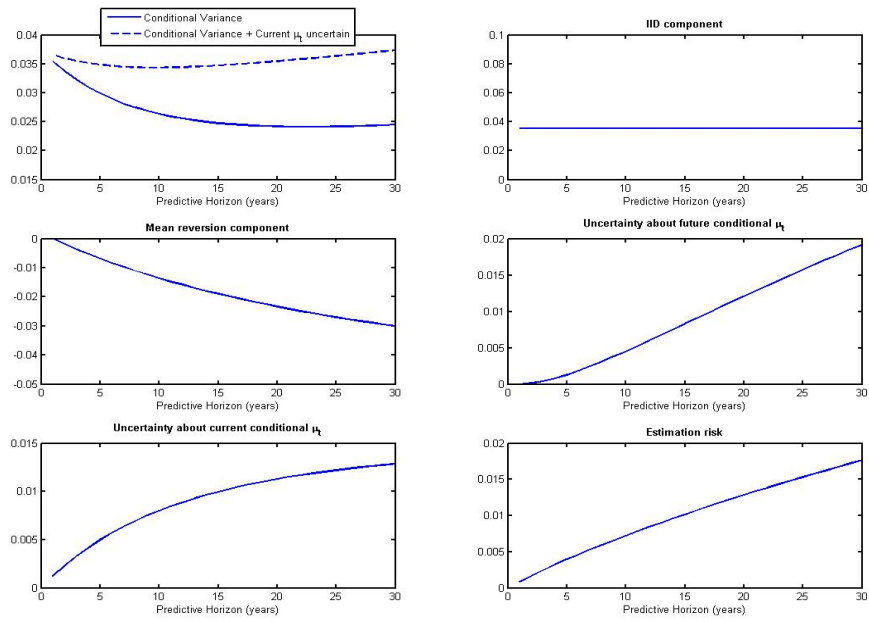 Conditional Variance
Conditional Variance + Current μt uncertain
0.04
0.035
0.03
0.025
0.02
0.015
0 5 10 15 20 25 30
Predictive Horizon (years)
IID component
0.1
0.08
0.06
0.04
0.02
0
0 5 10 15 20 25 30
Predictive Horizon (years)
Mean reversion component
0
-0.01
-0.02
-0.03
-0.04
-0.05
0 5 10 15 20 25 30
Predictive Horizon (years)
Uncertainty about future conditional μt
0.02
0.015
0.01
0.005
0
0 5 10 15 20 25 30
Predictive Horizon (years)
Uncertainty about current conditional μt
0.015
0.01
0.005
0
0 5 10 15 20 25 30
Predictive Horizon (years)
Estimation risk
0.02
0.015
0.01
0.005
0
0 5 10 15 20 25 30
Predictive Horizon (years)